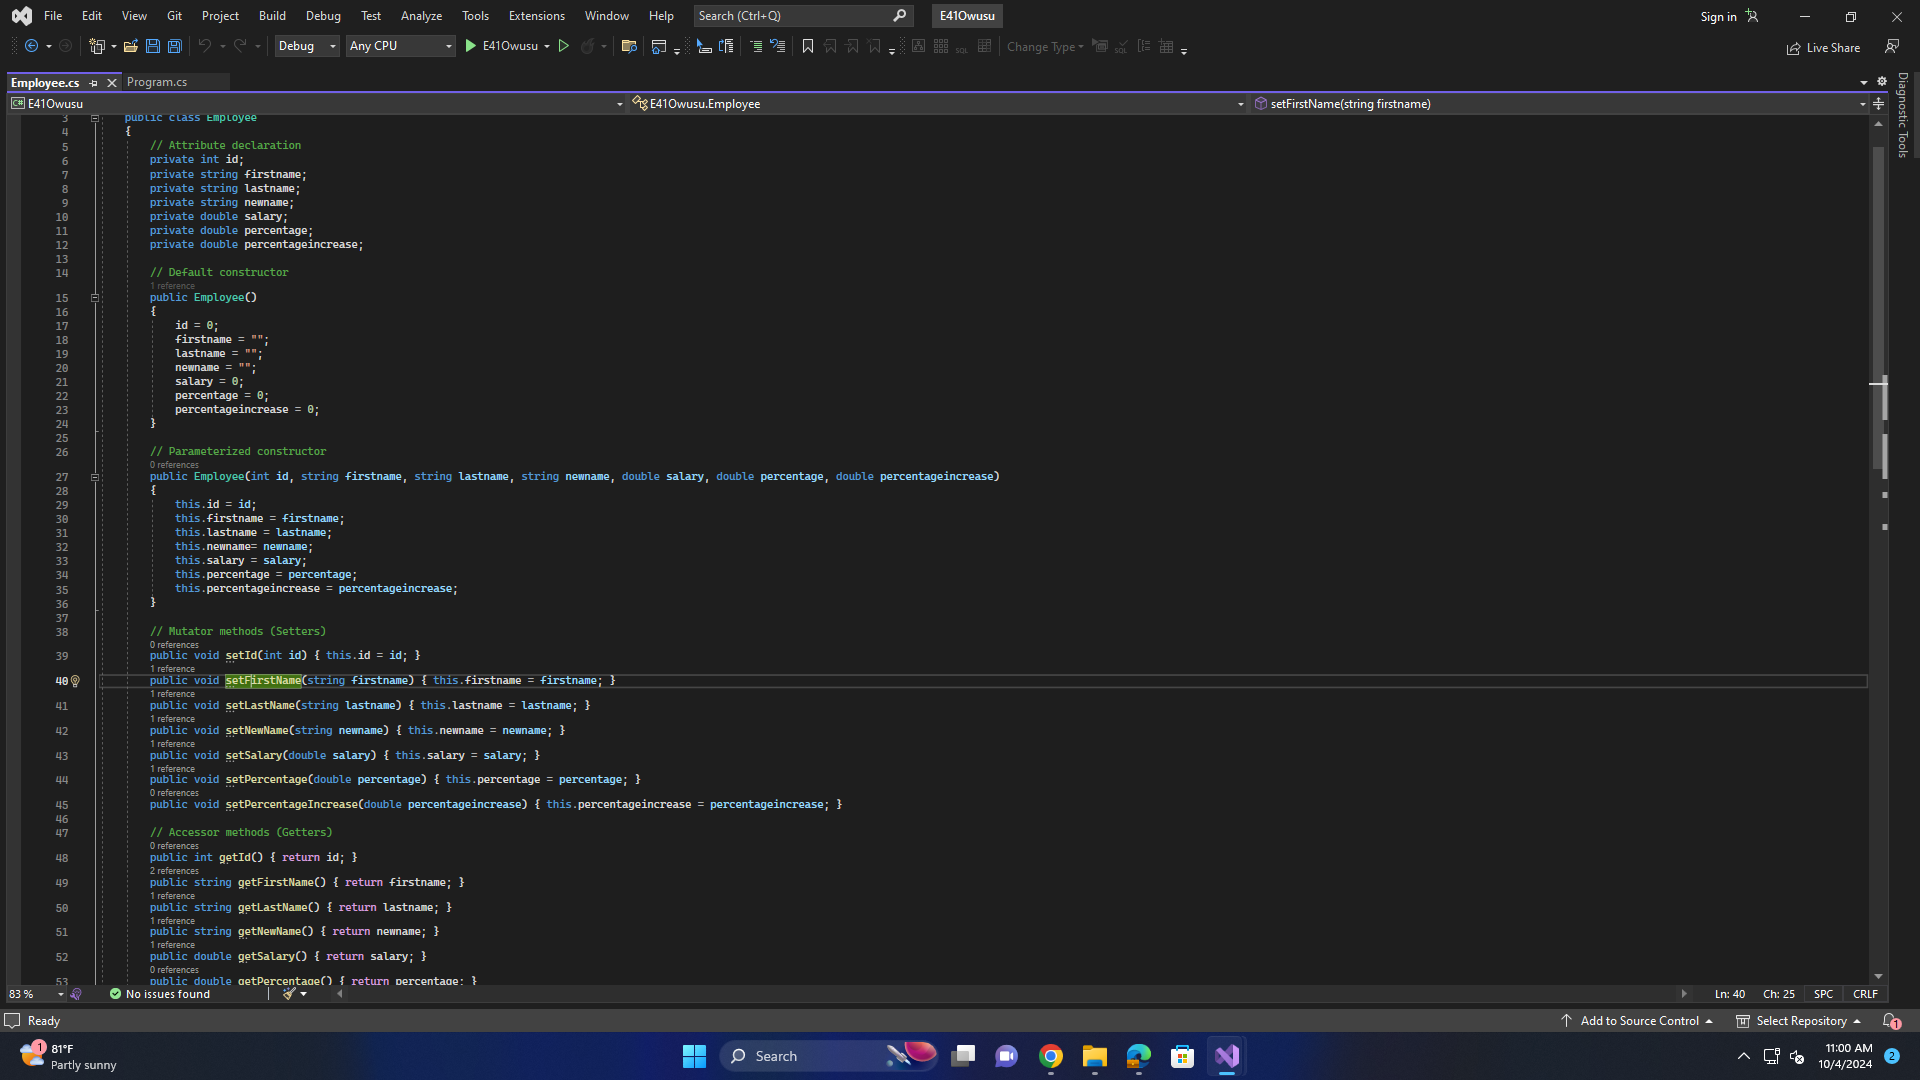 File Edit View Git Project Build Debug Test Analyze Tools Extensions Window Help Search (Ctrl+Q) E41Owusu Sign in
Debug Any CPU E41Owusu Change Type Live Share
Employee.cs Program.cs
C# E41Owusu E41Owusu.Employee setFirstName(string firstname)
Diagnostic Tools
3 public class Employee
4 {
5 // Attribute declaration
6 private int id;
7 private string firstname;
8 private string lastname;
9 private string newname;
10 private double salary;
11 private double percentage;
12 private double percentageincrease;
13
14 // Default constructor
1 reference
15 public Employee()
16 {
17 id = 0;
18 firstname = "";
19 lastname = "";
20 newname = "";
21 salary = 0;
22 percentage = 0;
23 percentageincrease = 0;
24 }
25
26 // Parameterized constructor
0 references
27 public Employee(int id, string firstname, string lastname, string newname, double salary, double percentage, double percentageincrease)
28 {
29 this.id = id;
30 this.firstname = firstname;
31 this.lastname = lastname;
32 this.newname= newname;
33 this.salary = salary;
34 this.percentage = percentage;
35 this.percentageincrease = percentageincrease;
36 }
37
38 // Mutator methods (Setters)
0 references
39 public void setId(int id) { this.id = id; }
1 reference
40 public void setFirstName(string firstname) { this.firstname = firstname; }
1 reference
41 public void setLastName(string lastname) { this.lastname = lastname; }
1 reference
42 public void setNewName(string newname) { this.newname = newname; }
1 reference
43 public void setSalary(double salary) { this.salary = salary; }
1 reference
44 public void setPercentage(double percentage) { this.percentage = percentage; }
0 references
45 public void setPercentageIncrease(double percentageincrease) { this.percentageincrease = percentageincrease; }
46
47 // Accessor methods (Getters)
0 references
48 public int getId() { return id; }
2 references
49 public string getFirstName() { return firstname; }
1 reference
50 public string getLastName() { return lastname; }
1 reference
51 public string getNewName() { return newname; }
1 reference
52 public double getSalary() { return salary; }
0 references
53 public double getPercentage() { return percentage; }
83 % No issues found Ln: 40 Ch: 25 SPC CRLF
Ready Add to Source Control Select Repository 1
1 81°F
Partly sunny
Search
11:00 AM
10/4/2024
2